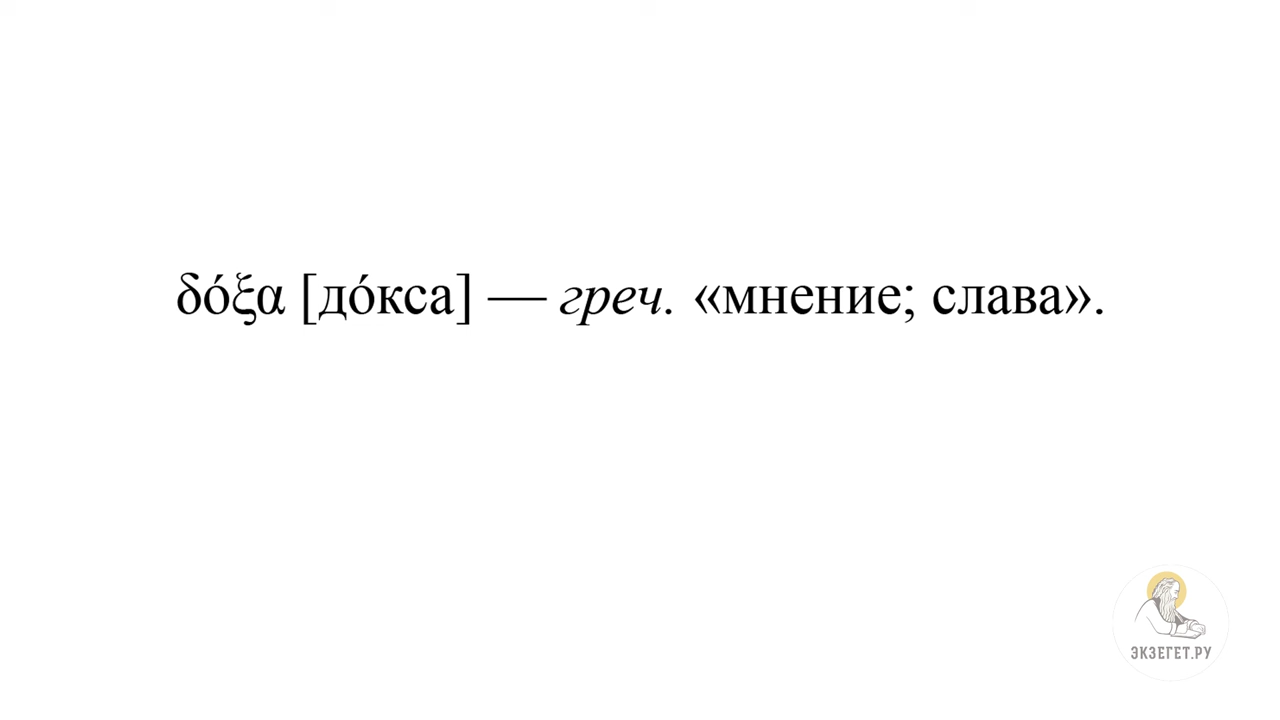 δόξα [до́кса] — греч. «мнение; слава».
ЭКЗЕГЕТ.РУ